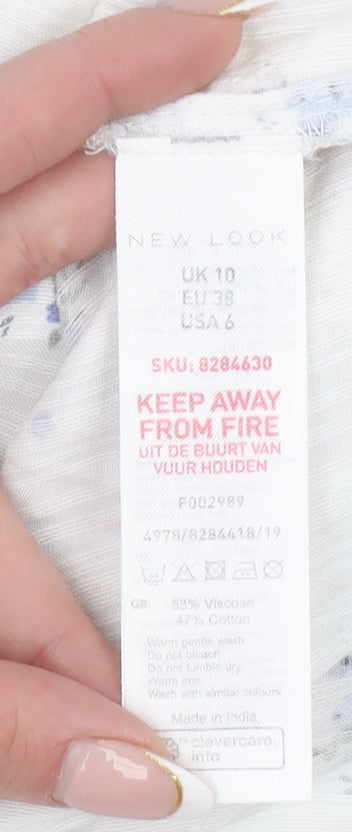 NEW LOOK
UK 10
EU 38
USA 6
SKU: 8284630
KEEP AWAY
FROM FIRE
UIT DE BUURT VAN
VUUR HOUDEN
F002989
4978/8284418/19
GB: 53% Viscose
47% Cotton
Warm gentle wash
Do not bleach
Do not tumble dry
Warm iron
Wash with similar colours
Made in India
clevercare.
info